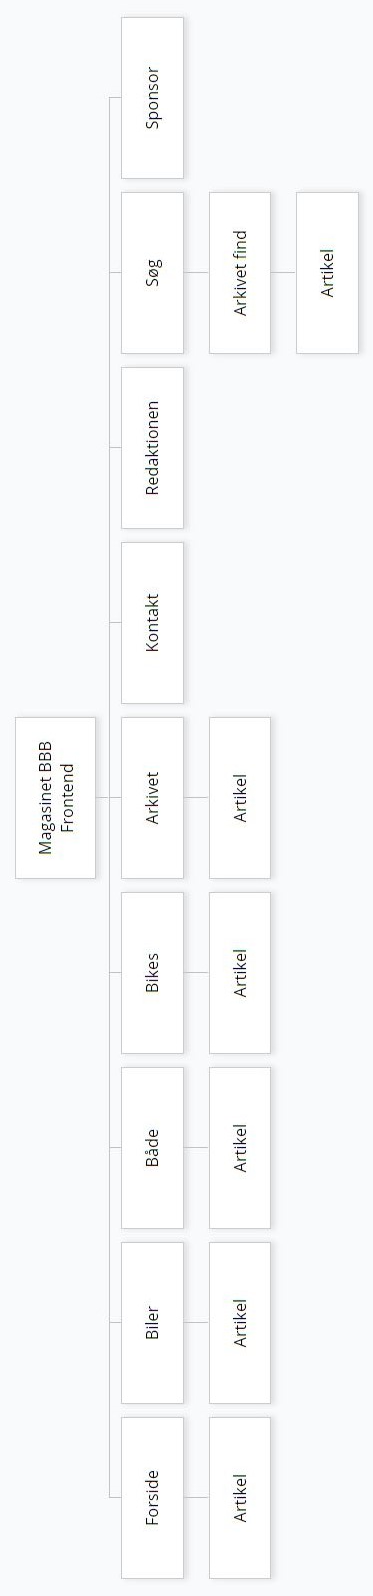 Magasinet BBB
Frontend
Forside
Biler
Både
Bikes
Arkivet
Kontakt
Redaktionen
Søg
Sponsor
Artikel
Artikel
Artikel
Artikel
Artikel
Arkivet find
Artikel